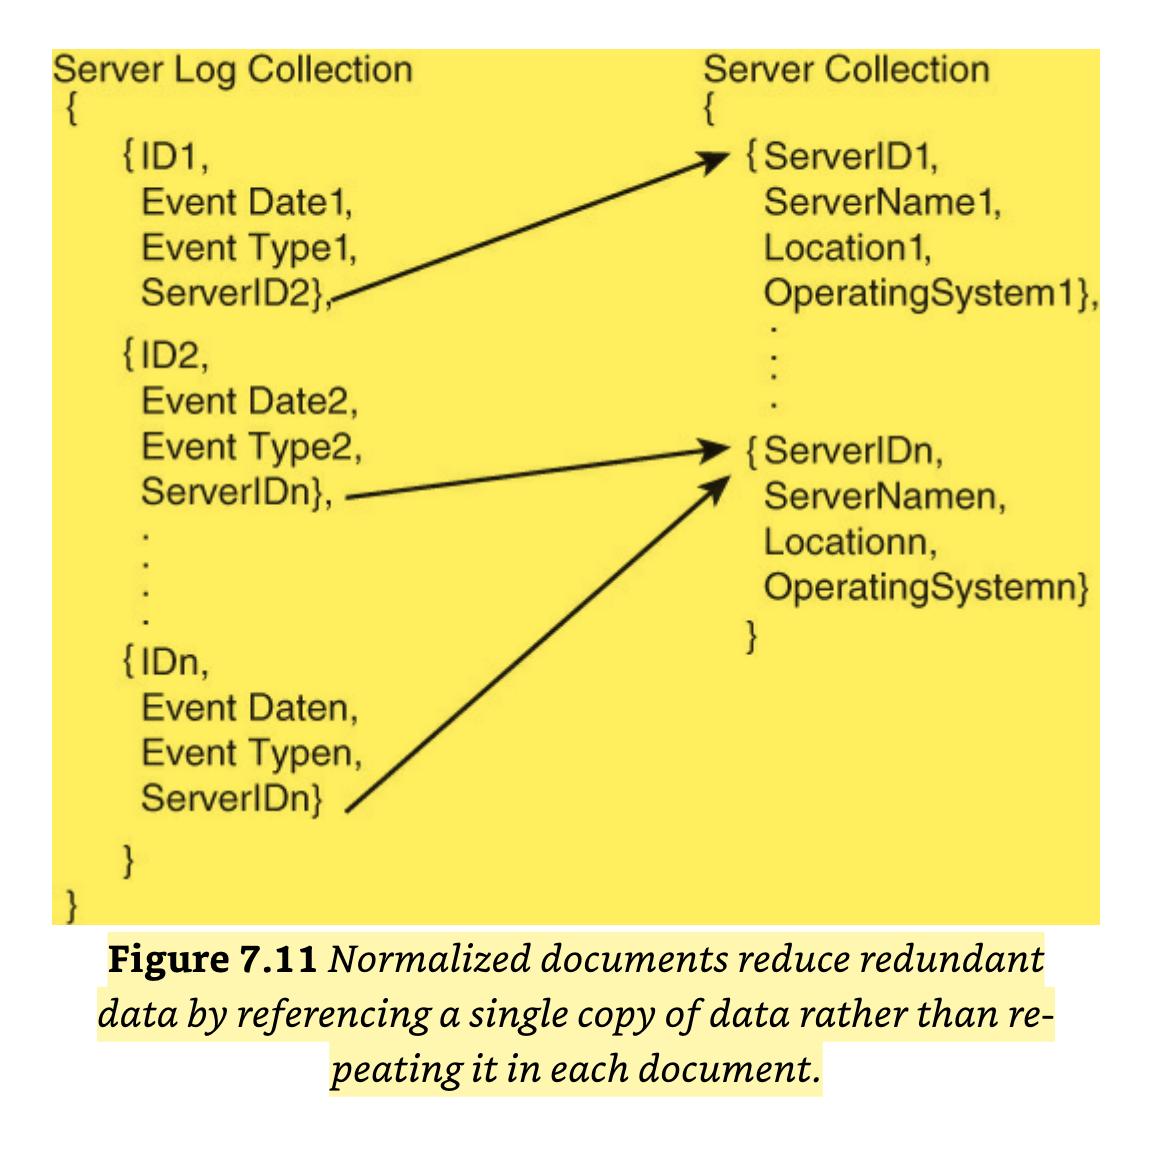 Server Log Collection
{
{ID1,
Event Date1,
Event Type1,
ServerID2},
{ID2,
Event Date2,
Event Type2,
ServerIDn},
.
.
.
.
{IDn,
Event Daten,
Event Typen,
ServerIDn}
}
}
Server Collection
{
{ServerID1,
ServerName1,
Location1,
OperatingSystem1},
.
.
.
.
{ServerIDn,
ServerNamen,
Locationn,
OperatingSystemn}
}
Figure 7.11 Normalized documents reduce redundant
data by referencing a single copy of data rather than re-
peating it in each document.